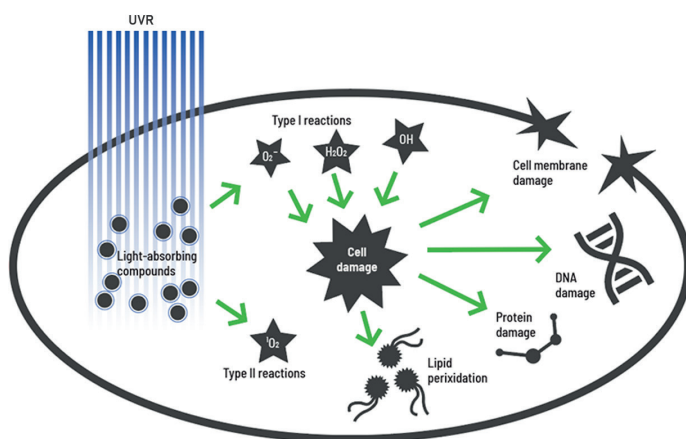 UVR
Type I reactions
O₂⁻
H₂O₂
OH
Cell membrane
damage
Light-absorbing
compounds
Cell
damage
DNA
damage
Protein
damage
¹O₂
Type II reactions
Lipid
perixidation